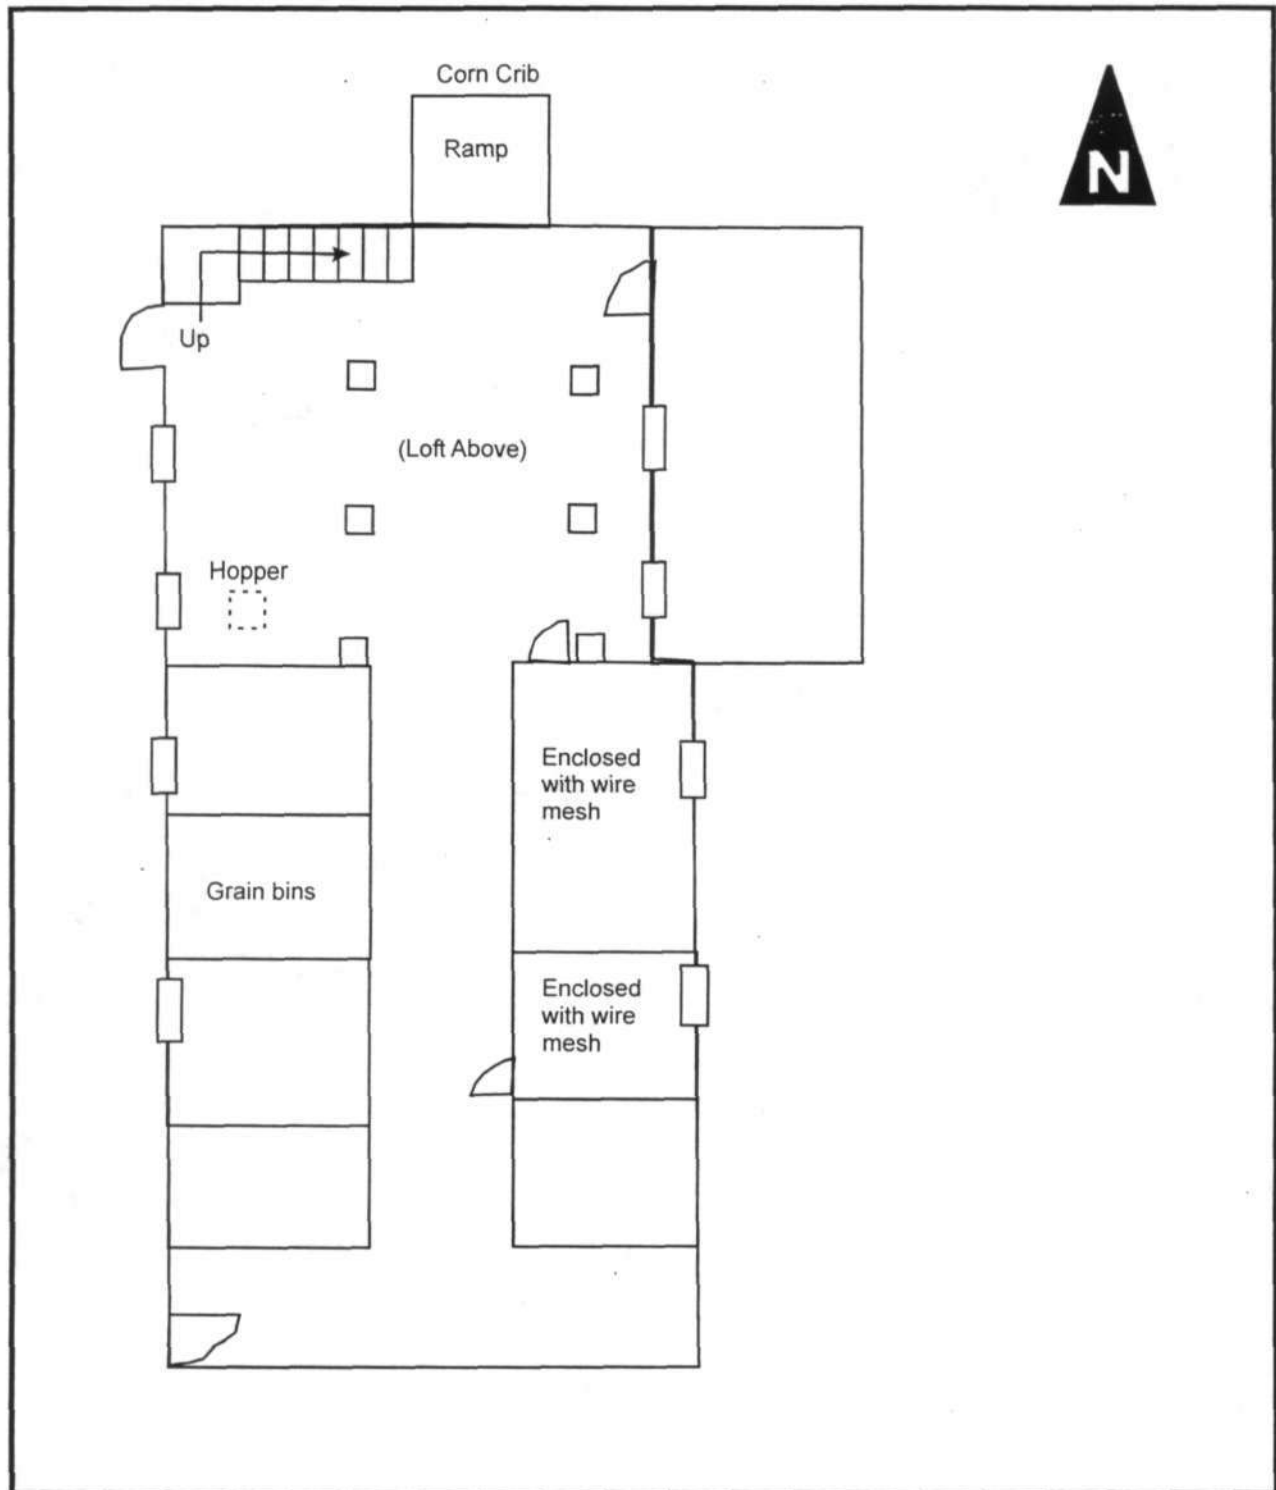 Corn Crib
Ramp
N
Up
(Loft Above)
Hopper
Enclosed
with wire
mesh
Grain bins
Enclosed
with wire
mesh